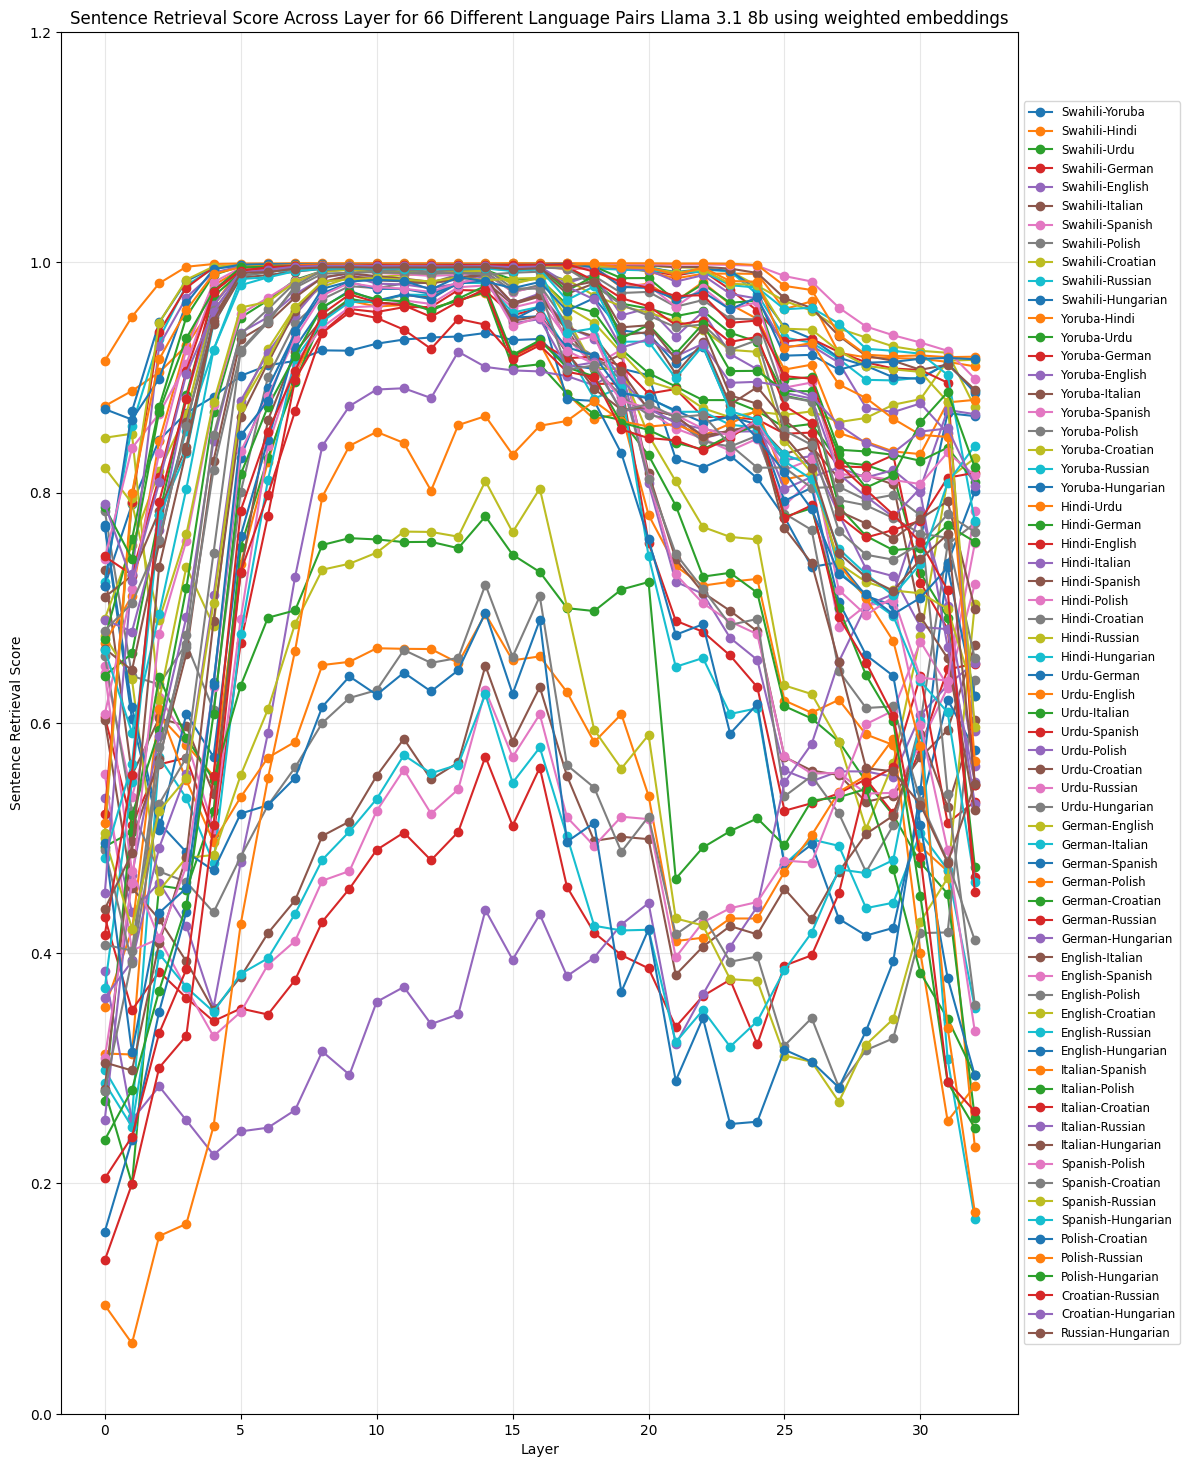 Sentence Retrieval Score Across Layer for 66 Different Language Pairs Llama 3.1 8b using weighted embeddings
1.2
1.0
0.8
0.6
0.4
0.2
0.0
Sentence Retrieval Score
0 5 10 15 20 25 30
Layer
Swahili-Yoruba
Swahili-Hindi
Swahili-Urdu
Swahili-German
Swahili-English
Swahili-Italian
Swahili-Spanish
Swahili-Polish
Swahili-Croatian
Swahili-Russian
Swahili-Hungarian
Yoruba-Hindi
Yoruba-Urdu
Yoruba-German
Yoruba-English
Yoruba-Italian
Yoruba-Spanish
Yoruba-Polish
Yoruba-Croatian
Yoruba-Russian
Yoruba-Hungarian
Hindi-Urdu
Hindi-German
Hindi-English
Hindi-Italian
Hindi-Spanish
Hindi-Polish
Hindi-Croatian
Hindi-Russian
Hindi-Hungarian
Urdu-German
Urdu-English
Urdu-Italian
Urdu-Spanish
Urdu-Polish
Urdu-Croatian
Urdu-Russian
Urdu-Hungarian
German-English
German-Italian
German-Spanish
German-Polish
German-Croatian
German-Russian
German-Hungarian
English-Italian
English-Spanish
English-Polish
English-Croatian
English-Russian
English-Hungarian
Italian-Spanish
Italian-Polish
Italian-Croatian
Italian-Russian
Italian-Hungarian
Spanish-Polish
Spanish-Croatian
Spanish-Russian
Spanish-Hungarian
Polish-Croatian
Polish-Russian
Polish-Hungarian
Croatian-Russian
Croatian-Hungarian
Russian-Hungarian